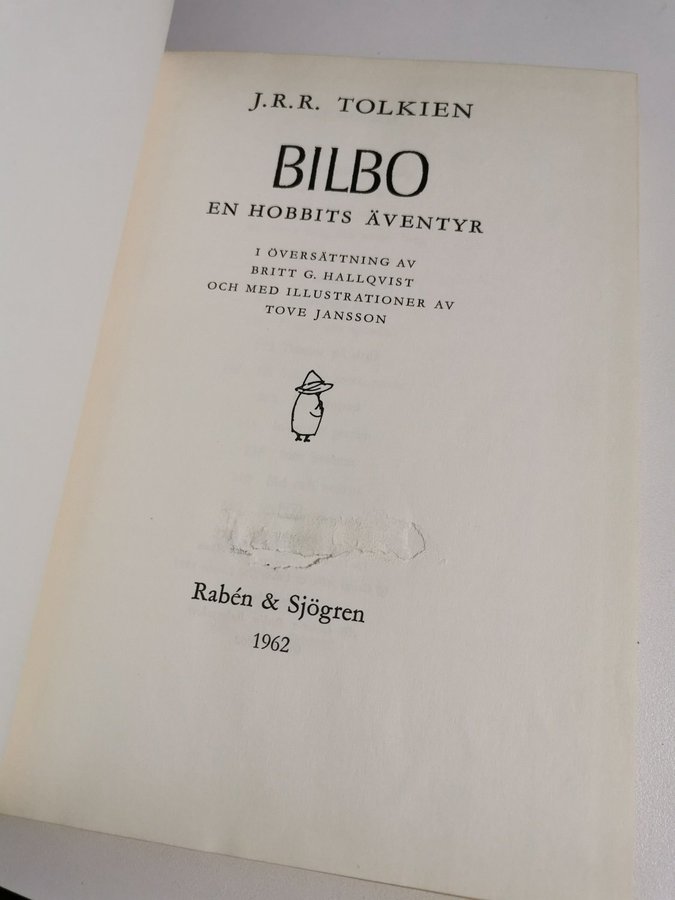 J.R.R. TOLKIEN
BILBO
EN HOBBITS ÄVENTYR
I ÖVERSÄTTNING AV
BRITT G. HALLQVIST
OCH MED ILLUSTRATIONER AV
TOVE JANSSON
Rabén & Sjögren
1962